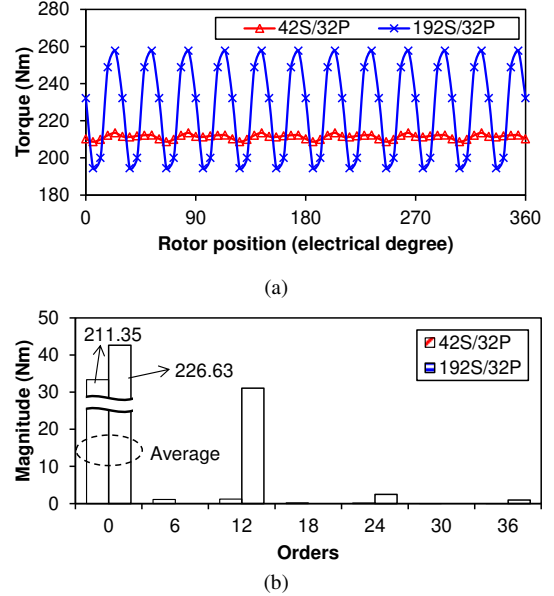 42S/32P 192S/32P
280
260
240
220
200
180
Torque (Nm)
0 90 180 270 360
Rotor position (electrical degree)
(a)
50
40
30
20
10
0
Magnitude (Nm)
211.35
226.63
Average
42S/32P
192S/32P
0 6 12 18 24 30 36
Orders
(b)